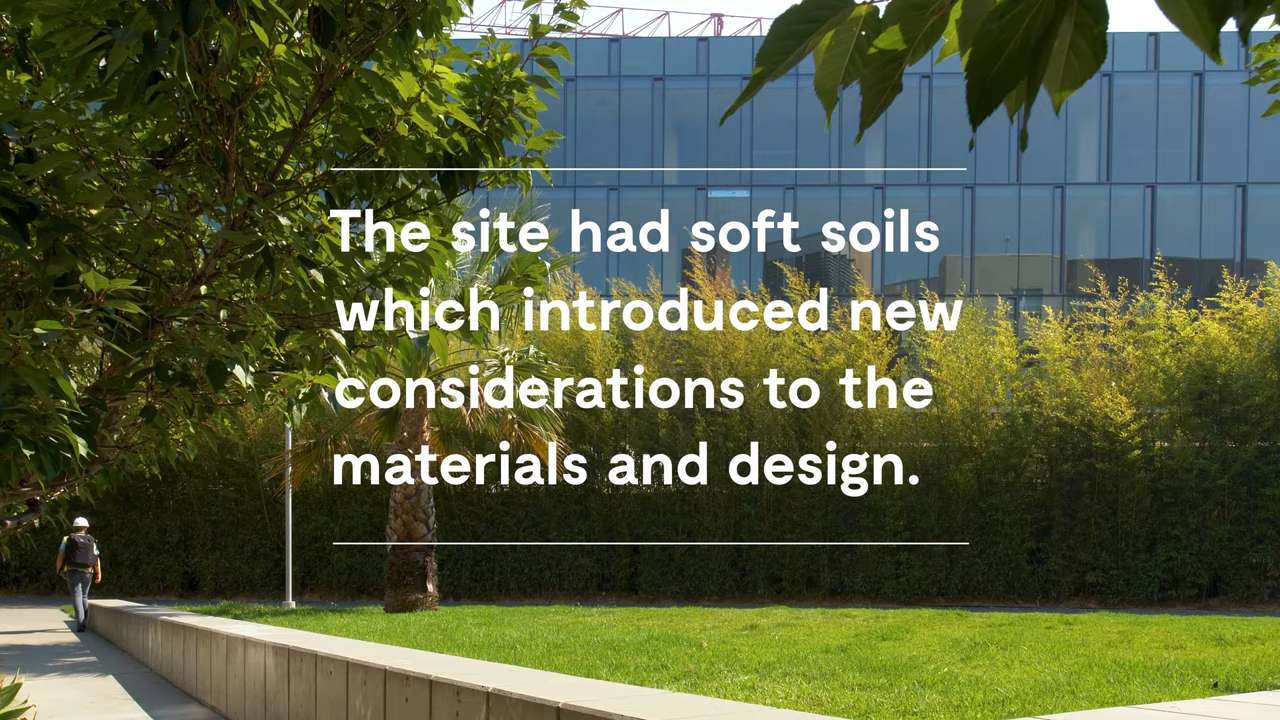 The site had soft soils
which introduced new
considerations to the
materials and design.